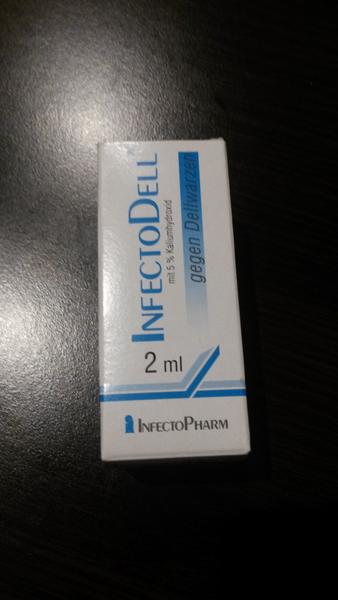 INFECTODELL®
mit 5 % Kaliumhydroxid
gegen Dellwarzen
2 ml
INFECTOPHARM